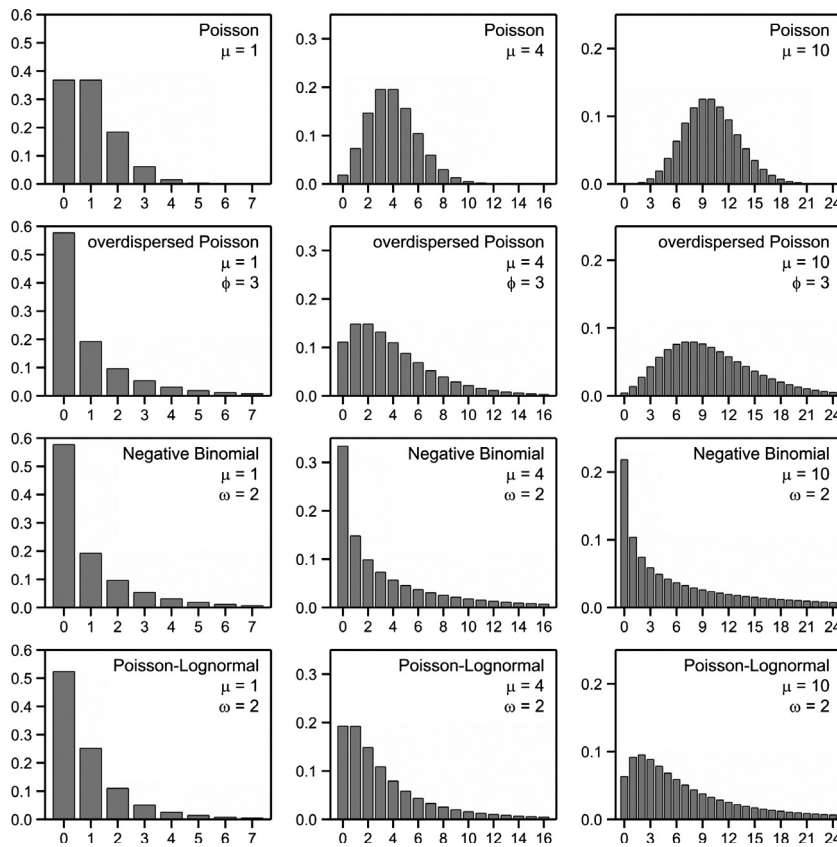 Poisson
μ = 1
0.6
0.5
0.4
0.3
0.2
0.1
0.0
0 1 2 3 4 5 6 7
Poisson
μ = 4
0.3
0.2
0.1
0.0
0 2 4 6 8 10 12 14 16
Poisson
μ = 10
0.2
0.1
0.0
0 3 6 9 12 15 18 21 24
overdispersed Poisson
μ = 1
ϕ = 3
0.6
0.5
0.4
0.3
0.2
0.1
0.0
0 1 2 3 4 5 6 7
overdispersed Poisson
μ = 4
ϕ = 3
0.3
0.2
0.1
0.0
0 2 4 6 8 10 12 14 16
overdispersed Poisson
μ = 10
ϕ = 3
0.2
0.1
0.0
0 3 6 9 12 15 18 21 24
Negative Binomial
μ = 1
ω = 2
0.6
0.5
0.4
0.3
0.2
0.1
0.0
0 1 2 3 4 5 6 7
Negative Binomial
μ = 4
ω = 2
0.3
0.2
0.1
0.0
0 2 4 6 8 10 12 14 16
Negative Binomial
μ = 10
ω = 2
0.2
0.1
0.0
0 3 6 9 12 15 18 21 24
Poisson-Lognormal
μ = 1
ω = 2
0.6
0.5
0.4
0.3
0.2
0.1
0.0
0 1 2 3 4 5 6 7
Poisson-Lognormal
μ = 4
ω = 2
0.3
0.2
0.1
0.0
0 2 4 6 8 10 12 14 16
Poisson-Lognormal
μ = 10
ω = 2
0.2
0.1
0.0
0 3 6 9 12 15 18 21 24